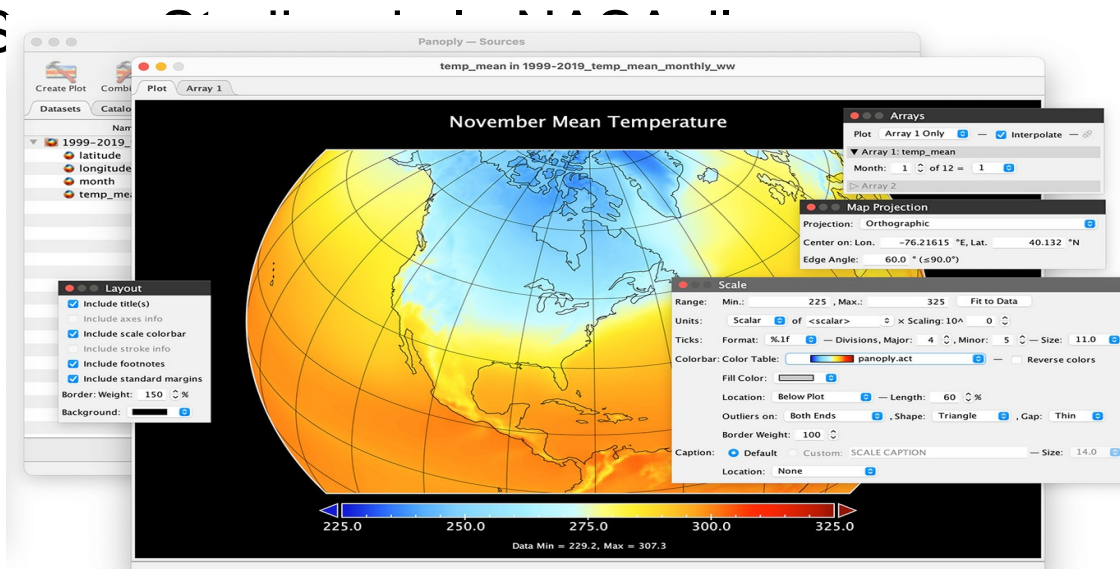 Panoply — Sources
temp_mean in 1999-2019_temp_mean_monthly_ww
Create Plot Combi
Plot Array 1
Datasets Catalo
Nam
1999-2019_
latitude
longitude
month
temp_me
November Mean Temperature
Arrays
Plot Array 1 Only — Interpolate —
Array 1: temp_mean
Month: 1 of 12 = 1
Array 2
Map Projection
Projection: Orthographic
Center on: Lon. -76.21615 °E, Lat. 40.132 °N
Edge Angle: 60.0 ° (≤90.0°)
Layout
Include title(s)
Include axes info
Include scale colorbar
Include stroke info
Include footnotes
Include standard margins
Border: Weight: 150 %
Background:
Scale
Range: Min.: 225 , Max.: 325 Fit to Data
Units: Scalar of <scalar> × Scaling: 10^ 0
Ticks: Format: %.1f — Divisions, Major: 4 , Minor: 5 — Size: 11.0
Colorbar: Color Table: panoply.act — Reverse colors
Fill Color:
Location: Below Plot — Length: 60 %
Outliers on: Both Ends , Shape: Triangle , Gap: Thin
Border Weight: 100
Caption: Default Custom: SCALE CAPTION — Size: 14.0
Location: None
225.0 250.0 275.0 300.0 325.0
Data Min = 229.2, Max = 307.3